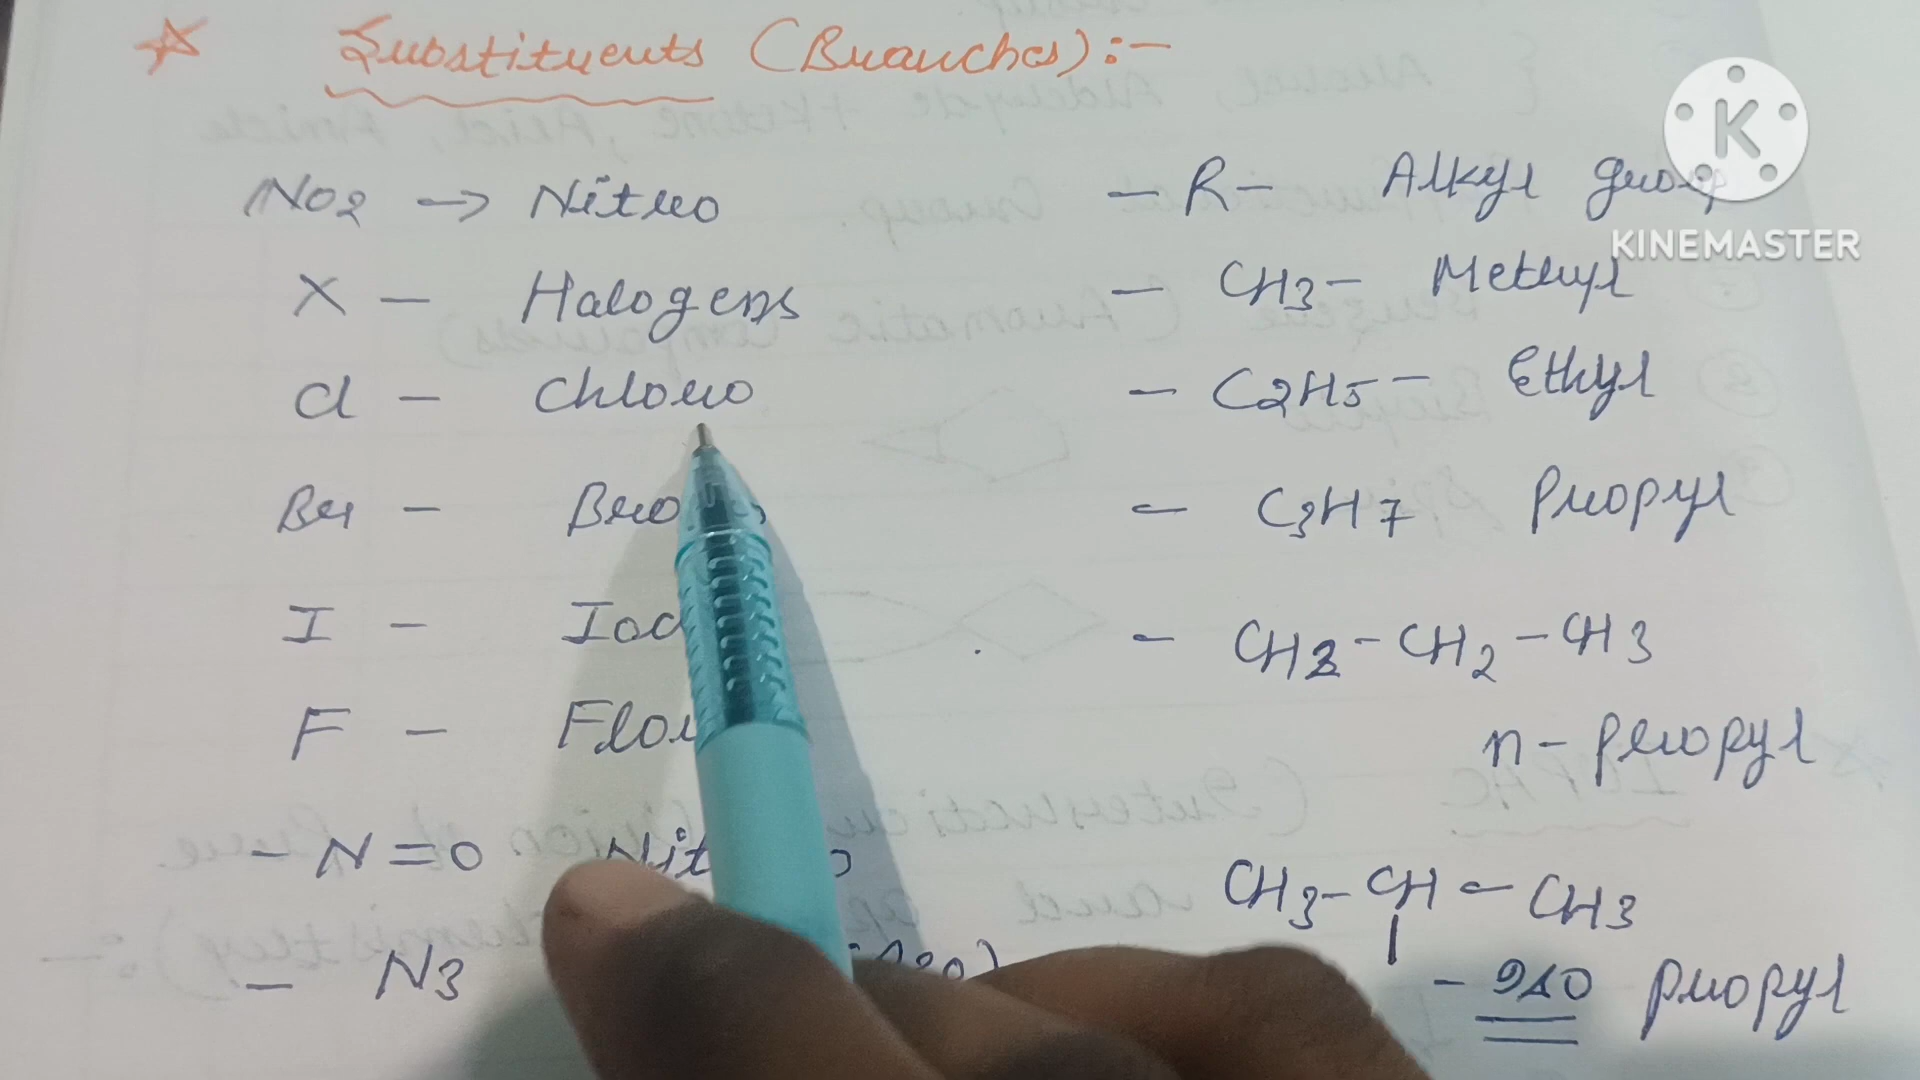 ☆ Substituents (Branches):-
NO2 → Nitro
X - Halogens
Cl - Chloro
Br -
I -
F -
- N=O
- N3
- R- Alkyl group
- CH3- Methyl
- C2H5- Ethyl
- C3H7 Propyl
- CH2-CH2-CH3
n-propyl
CH3-CH-CH3
- iso propyl
KINEMASTER